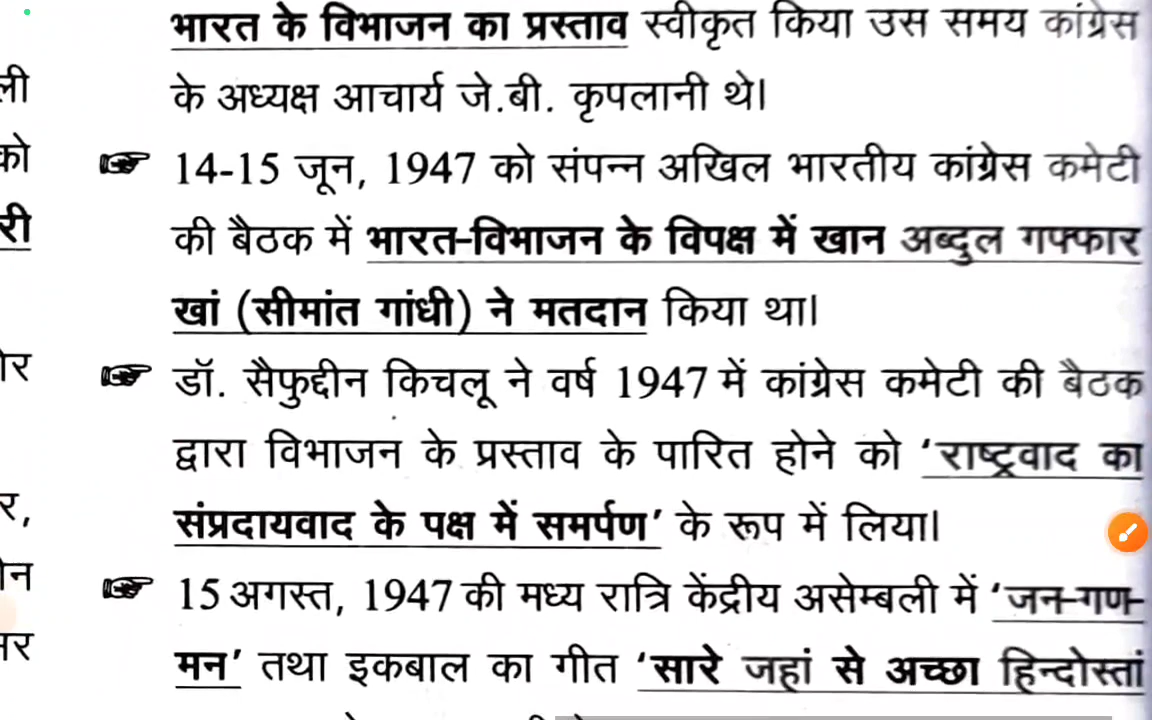 भारत के विभाजन का प्रस्ताव स्वीकृत किया उस समय कांग्रेस
ली
के अध्यक्ष आचार्य जे.बी. कृपलानी थे।
को
☞ 14-15 जून, 1947 को संपन्न अखिल भारतीय कांग्रेस कमेटी
री
की बैठक में भारत-विभाजन के विपक्ष में खान अब्दुल गफ्फार
खां (सीमांत गांधी) ने मतदान किया था।
☞ डॉ. सैफुद्दीन किचलू ने वर्ष 1947 में कांग्रेस कमेटी की बैठक
द्वारा विभाजन के प्रस्ताव के पारित होने को ‘राष्ट्रवाद का
र,
संप्रदायवाद के पक्ष में समर्पण’ के रूप में लिया।
☞ 15 अगस्त, 1947 की मध्य रात्रि केंद्रीय असेम्बली में ‘जन-गण-
मन’ तथा इकबाल का गीत ‘सारे जहां से अच्छा हिन्दोस्तां